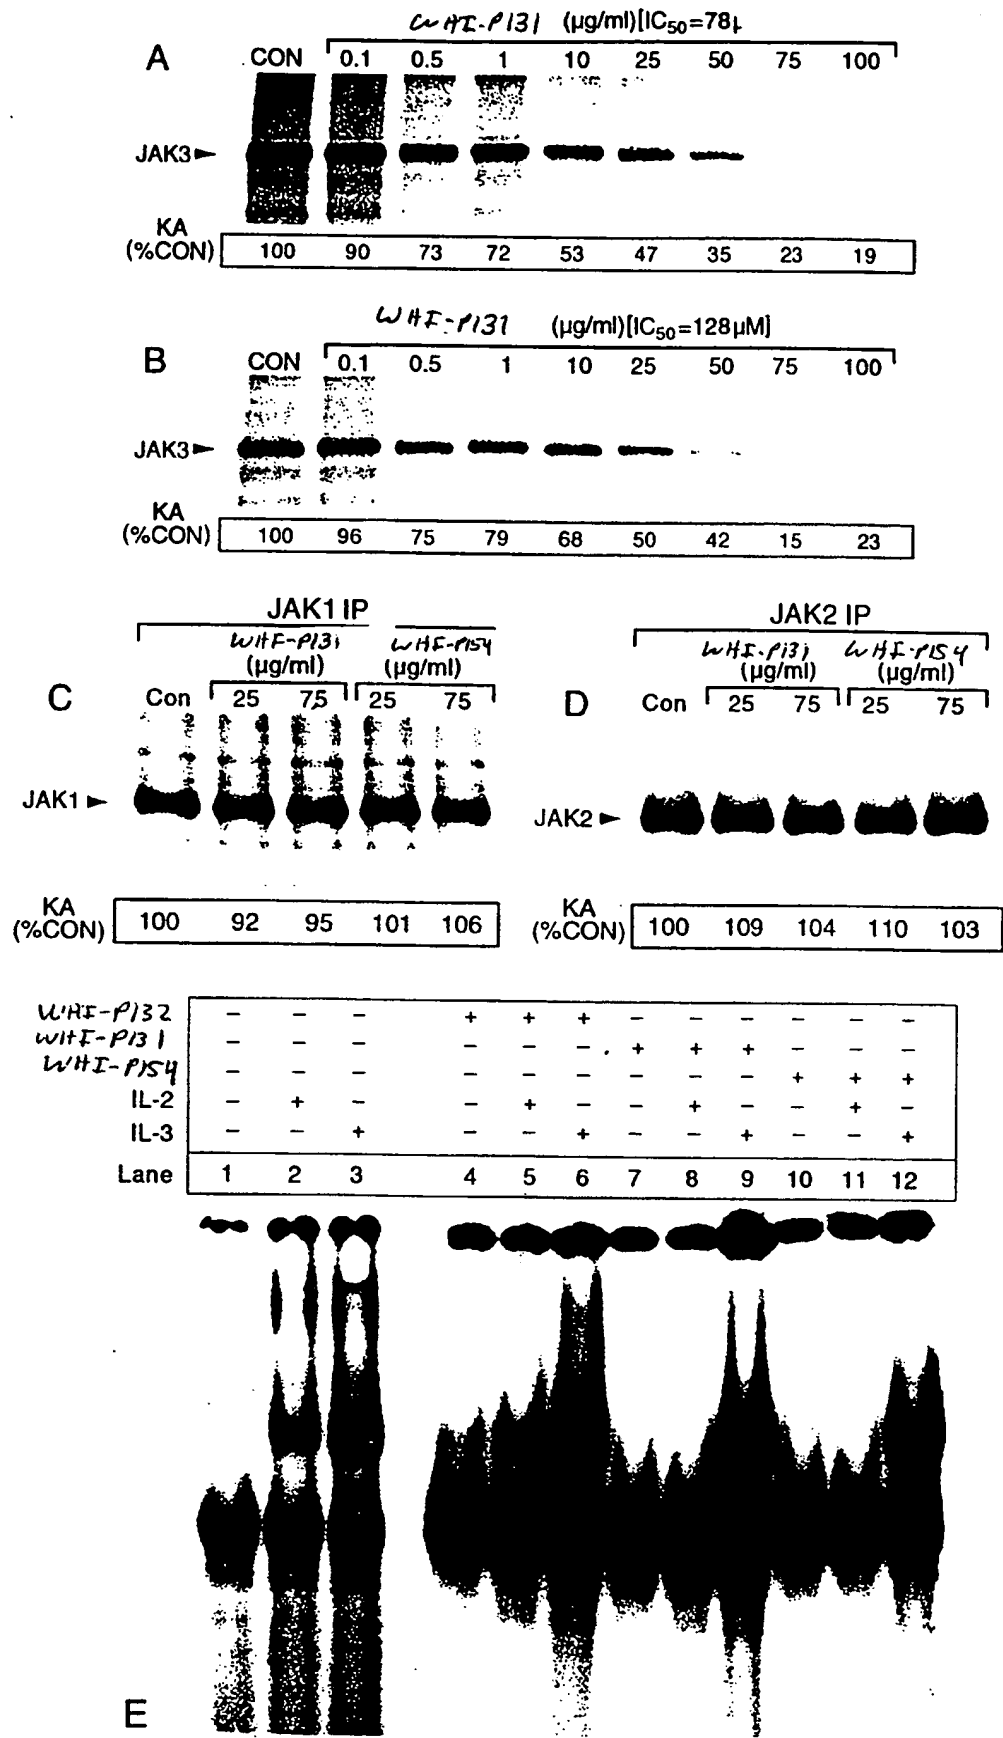 WHI-P131 (µg/ml)[IC50=78
A CON 0.1 0.5 1 10 25 50 75 100
JAK3
KA (%CON) 100 90 73 72 53 47 35 23 19
WHI-P131 (µg/ml)[IC50=128µM]
B CON 0.1 0.5 1 10 25 50 75 100
JAK3
KA (%CON) 100 96 75 79 68 50 42 15 23
JAK1 IP
WHI-P131 WHI-P154
(µg/ml) (µg/ml)
C Con 25 75 25 75
JAK1
KA (%CON) 100 92 95 101 106
JAK2 IP
WHI-P131 WHI-P154
(µg/ml) (µg/ml)
D Con 25 75 25 75
JAK2
KA (%CON) 100 109 104 110 103
WHI-P132 − − − + + + − − − − − −
WHI-P131 − − − − − − + + + − − −
WHI-P154 − − − − − − − − − + + +
IL-2 − + − − + − − + − − + −
IL-3 − − + − − + − − + − − +
Lane 1 2 3 4 5 6 7 8 9 10 11 12
E